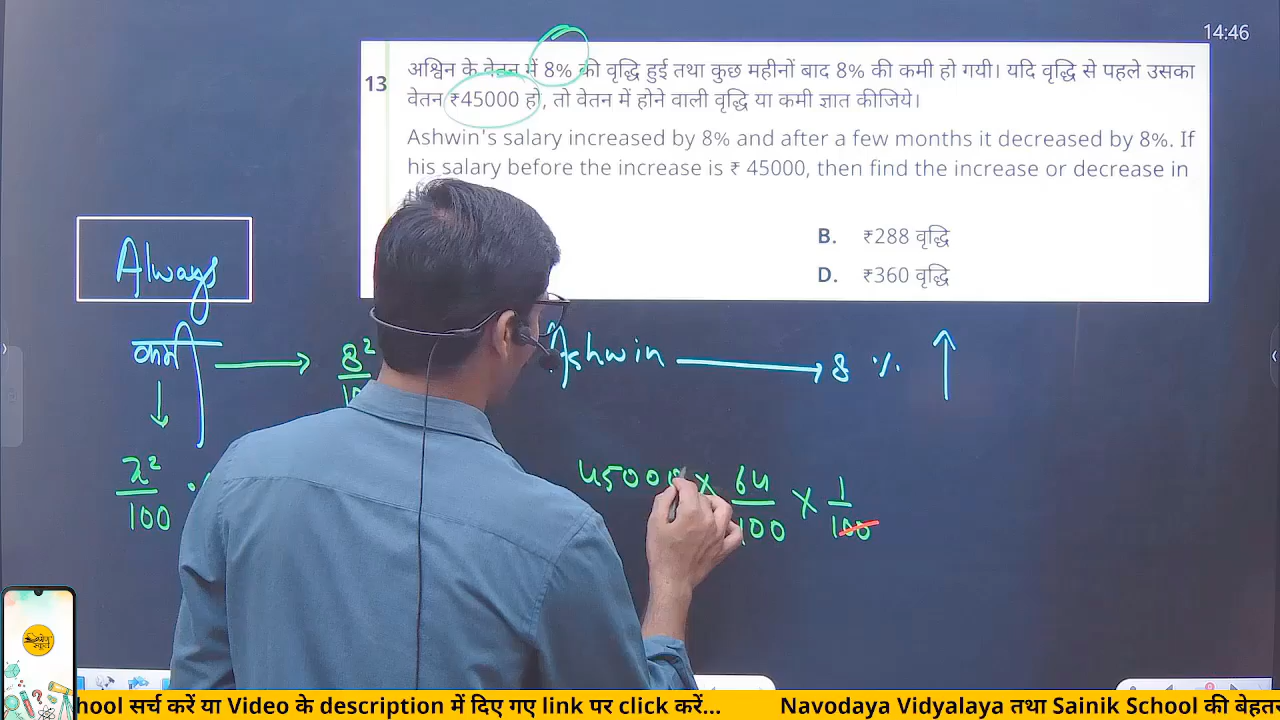 14:46
13
अश्विन के वेतन में 8% की वृद्धि हुई तथा कुछ महीनों बाद 8% की कमी हो गयी। यदि वृद्धि से पहले उसका
वेतन ₹45000 हो, तो वेतन में होने वाली वृद्धि या कमी ज्ञात कीजिये।
Ashwin's salary increased by 8% and after a few months it decreased by 8%. If
his salary before the increase is ₹ 45000, then find the increase or decrease in
B. ₹288 वृद्धि
D. ₹360 वृद्धि
Always
कमी → 8²
Ashwin → 8 % ↑
x²/100
45000 × 64/100 × 1/100
hool सर्च करें या Video के description में दिए गए link पर click करें... Navodaya Vidyalaya तथा Sainik School की